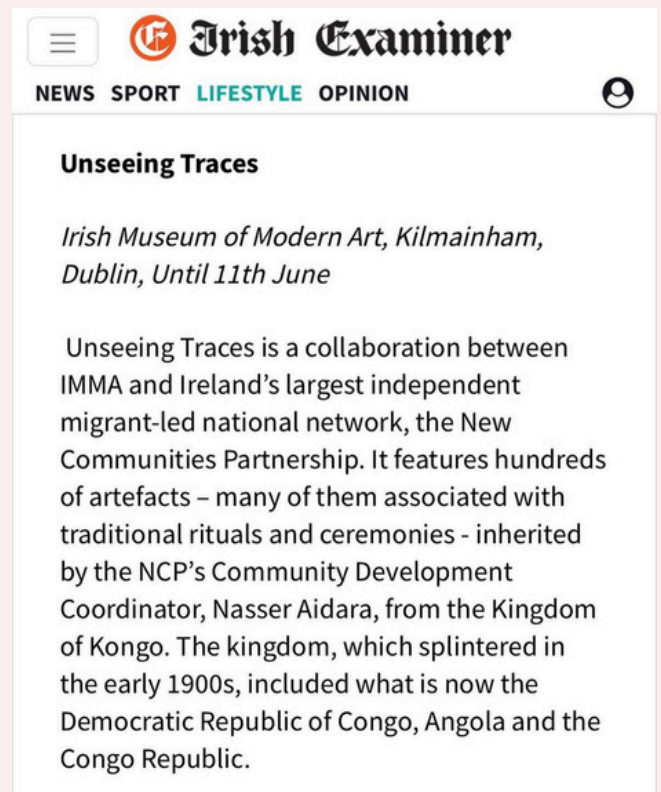 Irish Examiner
NEWS SPORT LIFESTYLE OPINION
Unseeing Traces
Irish Museum of Modern Art, Kilmainham,
Dublin, Until 11th June
Unseeing Traces is a collaboration between
IMMA and Ireland’s largest independent
migrant-led national network, the New
Communities Partnership. It features hundreds
of artefacts – many of them associated with
traditional rituals and ceremonies - inherited
by the NCP’s Community Development
Coordinator, Nasser Aidara, from the Kingdom
of Kongo. The kingdom, which splintered in
the early 1900s, included what is now the
Democratic Republic of Congo, Angola and the
Congo Republic.